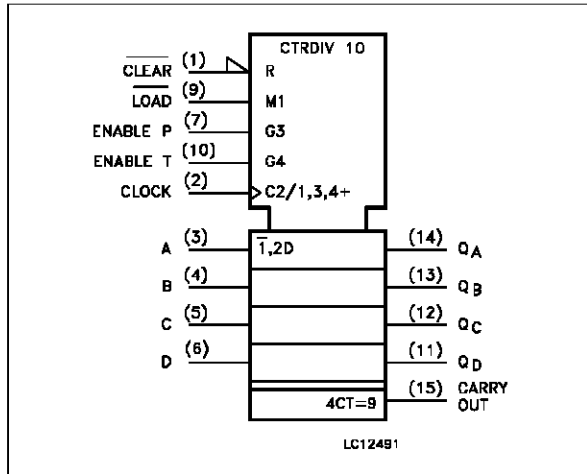 CTRDIV 10
CLEAR (1) R
LOAD (9) M1
ENABLE P (7) G3
ENABLE T (10) G4
CLOCK (2) C2/1,3,4+
A (3) 1,2D (14) QA
B (4) (13) QB
C (5) (12) QC
D (6) (11) QD
4CT=9 (15) CARRY OUT
LC12491